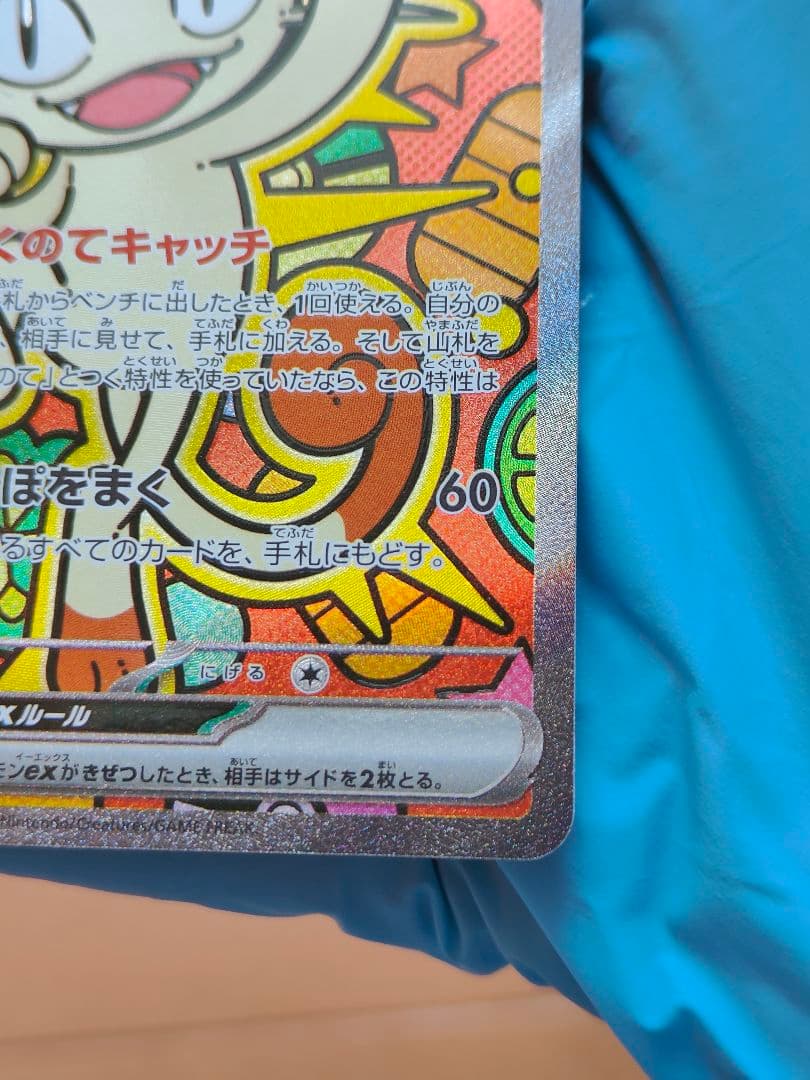 くのてキャッチ
札からベンチに出したとき、1回使える。自分の
、相手に見せて、手札に加える。そして山札を
のて」とつく特性を使っていたなら、この特性は
ぽをまく 60
るすべてのカードを、手札にもどす。
にげる
xルール
モンexがきぜつしたとき、相手はサイドを2枚とる。
Nintendo/Creatures/GAME FREAK